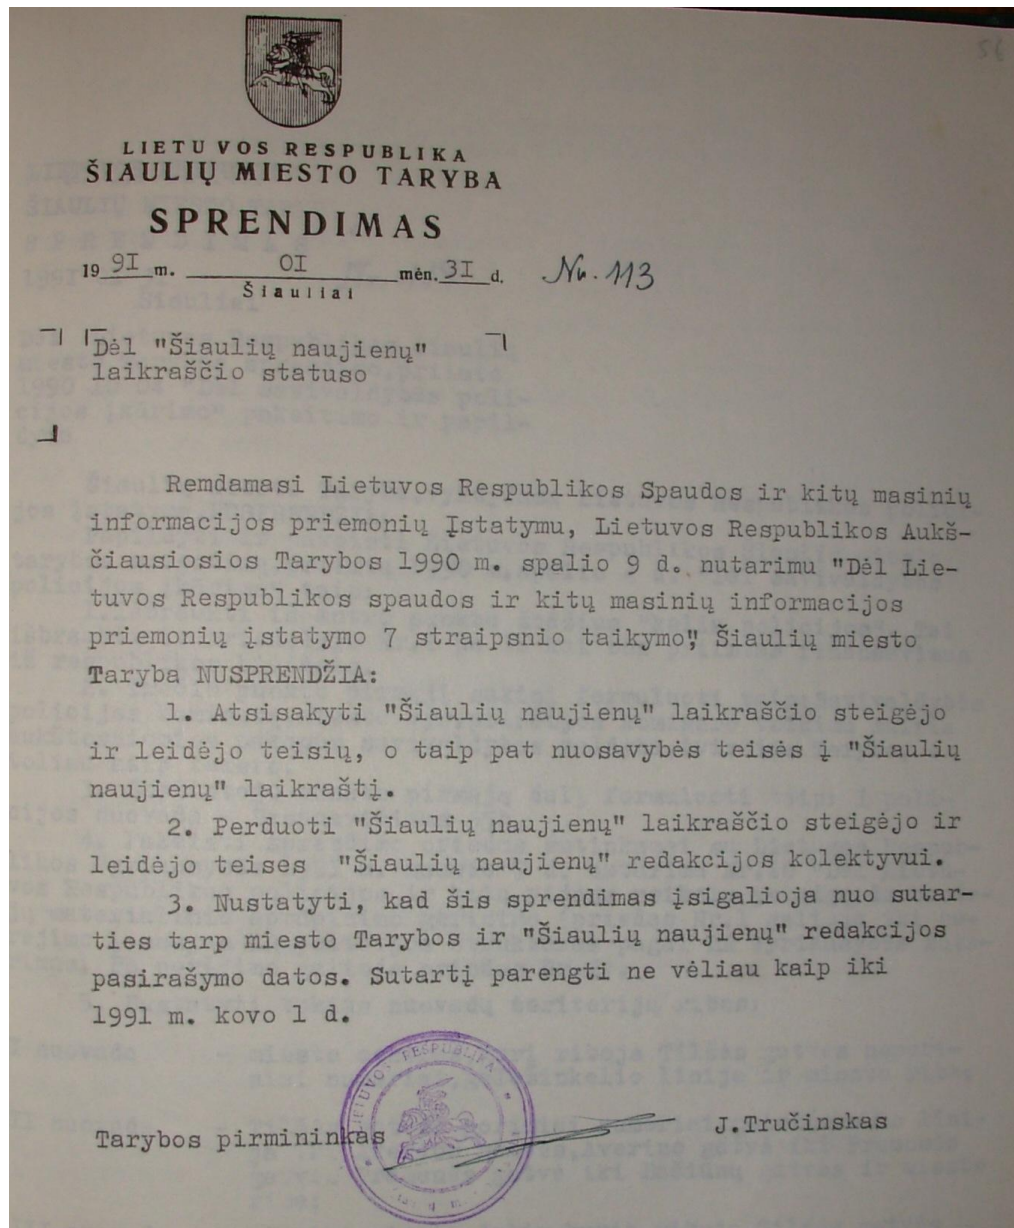 LIETUVOS RESPUBLIKA
ŠIAULIŲ MIESTO TARYBA
SPRENDIMAS
19 9I m. OI mėn. 3I d. Nr. 113
Šiauliai
Dėl "Šiaulių naujienų"
laikraščio statuso
Remdamasi Lietuvos Respublikos Spaudos ir kitų masinių
informacijos priemonių Įstatymu, Lietuvos Respublikos Aukš-
čiausiosios Tarybos 1990 m. spalio 9 d. nutarimu "Dėl Lie-
tuvos Respublikos spaudos ir kitų masinių informacijos
priemonių įstatymo 7 straipsnio taikymo", Šiaulių miesto
Taryba NUSPRENDŽIA:
1. Atsisakyti "Šiaulių naujienų" laikraščio steigėjo
ir leidėjo teisių, o taip pat nuosavybės teisės į "Šiaulių
naujienų" laikraštį.
2. Perduoti "Šiaulių naujienų" laikraščio steigėjo ir
leidėjo teises "Šiaulių naujienų" redakcijos kolektyvui.
3. Nustatyti, kad šis sprendimas įsigalioja nuo sutar-
ties tarp miesto Tarybos ir "Šiaulių naujienų" redakcijos
pasirašymo datos. Sutartį parengti ne vėliau kaip iki
1991 m. kovo 1 d.
LIETUVOS RESPUBLIKA
Tarybos pirmininkas J.Tručinskas